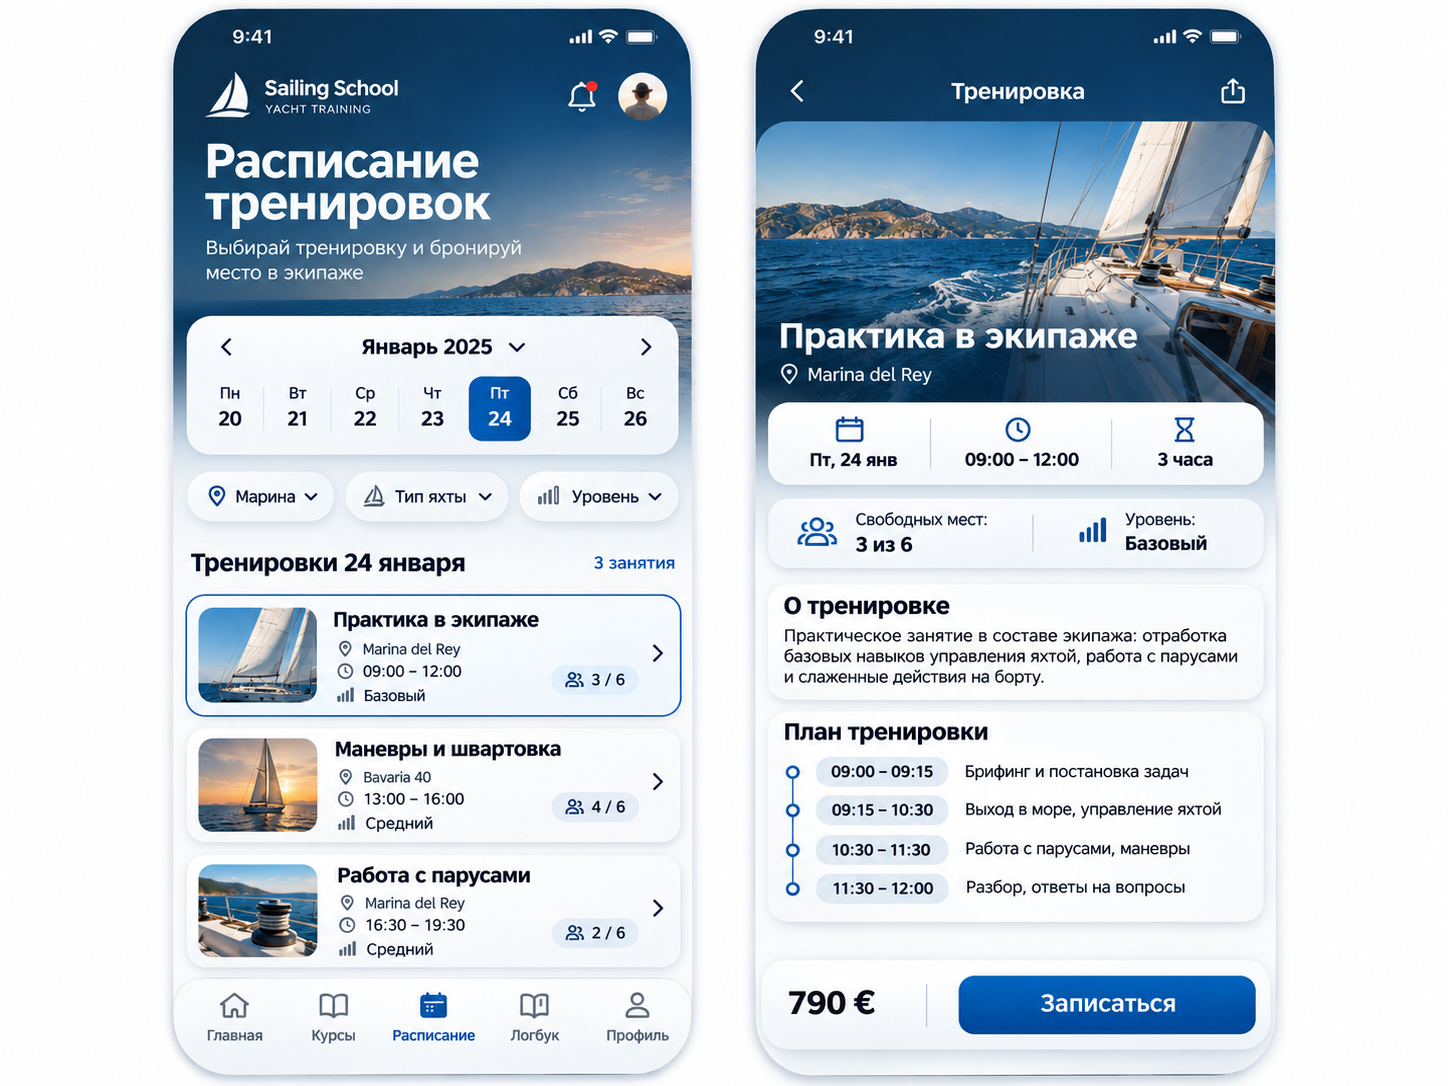 9:41
Sailing School
YACHT TRAINING
Расписание
тренировок
Выбирай тренировку и бронируй
место в экипаже
Январь 2025
Пн Вт Ср Чт Пт Сб Вс
20 21 22 23 24 25 26
Марина Тип яхты Уровень
Тренировки 24 января 3 занятия
Практика в экипаже
Marina del Rey
09:00 – 12:00
3 / 6
Базовый
Маневры и швартовка
Bavaria 40
13:00 – 16:00
4 / 6
Средний
Работа с парусами
Marina del Rey
16:30 – 19:30
2 / 6
Средний
Главная Курсы Расписание Логбук Профиль
9:41
Тренировка
Практика в экипаже
Marina del Rey
Пт, 24 янв 09:00 – 12:00 3 часа
Свободных мест: Уровень:
3 из 6 Базовый
О тренировке
Практическое занятие в составе экипажа: отработка
базовых навыков управления яхтой, работа с парусами
и слаженные действия на борту.
План тренировки
09:00 – 09:15 Брифинг и постановка задач
09:15 – 10:30 Выход в море, управление яхтой
10:30 – 11:30 Работа с парусами, маневры
11:30 – 12:00 Разбор, ответы на вопросы
790 € Записаться